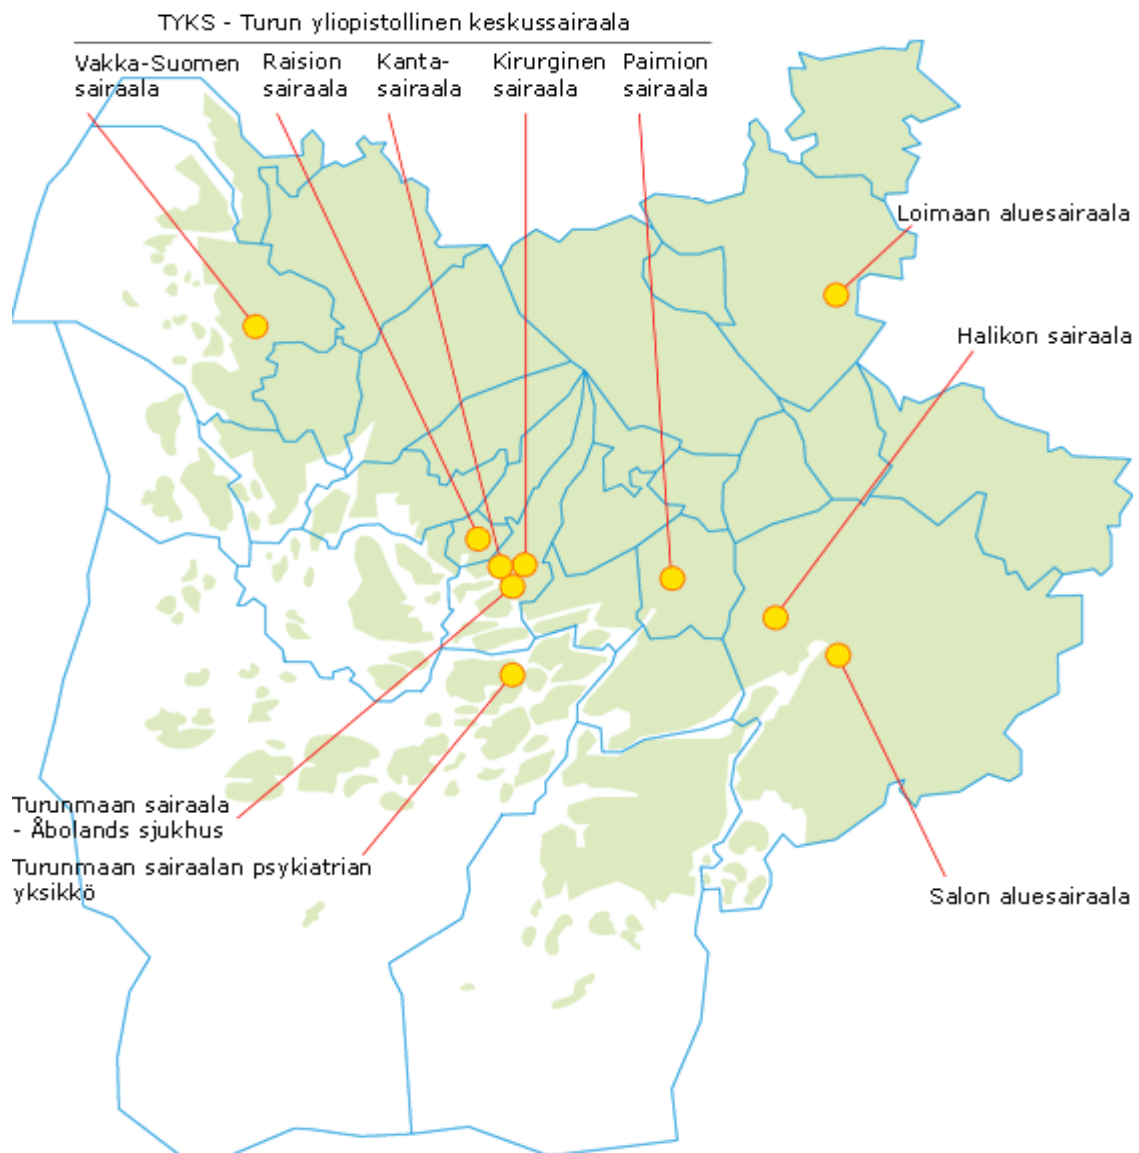 TYKS - Turun yliopistollinen keskussairaala
Vakka-Suomen
sairaala
Raision
sairaala
Kanta-
sairaala
Kirurginen
sairaala
Paimion
sairaala
Loimaan aluesairaala
Halikon sairaala
Turunmaan sairaala
- Åbolands sjukhus
Turunmaan sairaalan psykiatrian
yksikkö
Salon aluesairaala